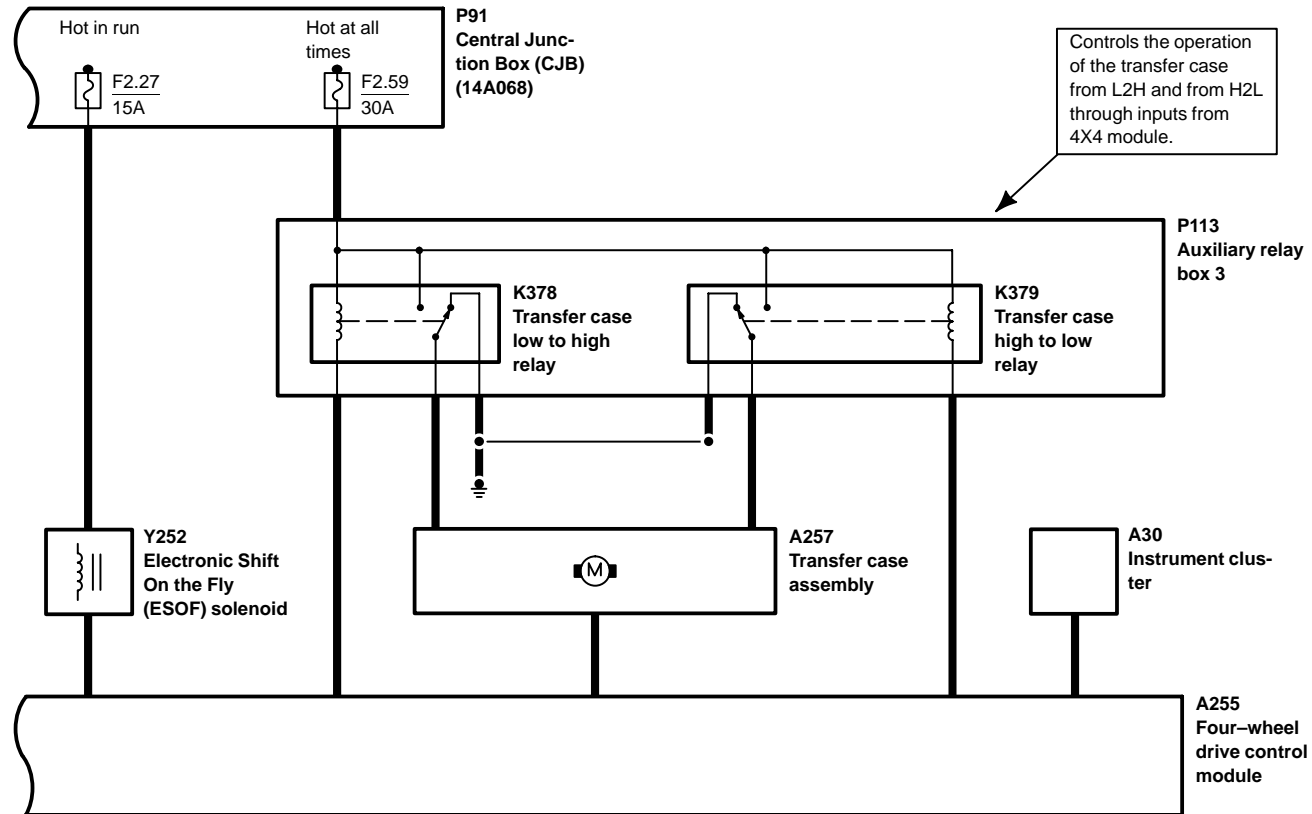 Hot in run
Hot at all
times
F2.27
15A
F2.59
30A
P91
Central Junc-
tion Box (CJB)
(14A068)
Controls the operation
of the transfer case
from L2H and from H2L
through inputs from
4X4 module.
P113
Auxiliary relay
box 3
K378
Transfer case
low to high
relay
K379
Transfer case
high to low
relay
Y252
Electronic Shift
On the Fly
(ESOF) solenoid
M
A257
Transfer case
assembly
A30
Instrument clus-
ter
A255
Four–wheel
drive control
module